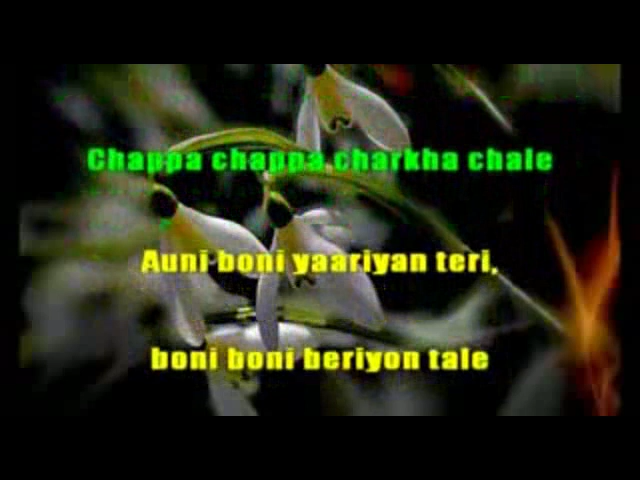 Chappa chappa charkha chale
Auni boni yaariyan teri,
boni boni beriyon tale